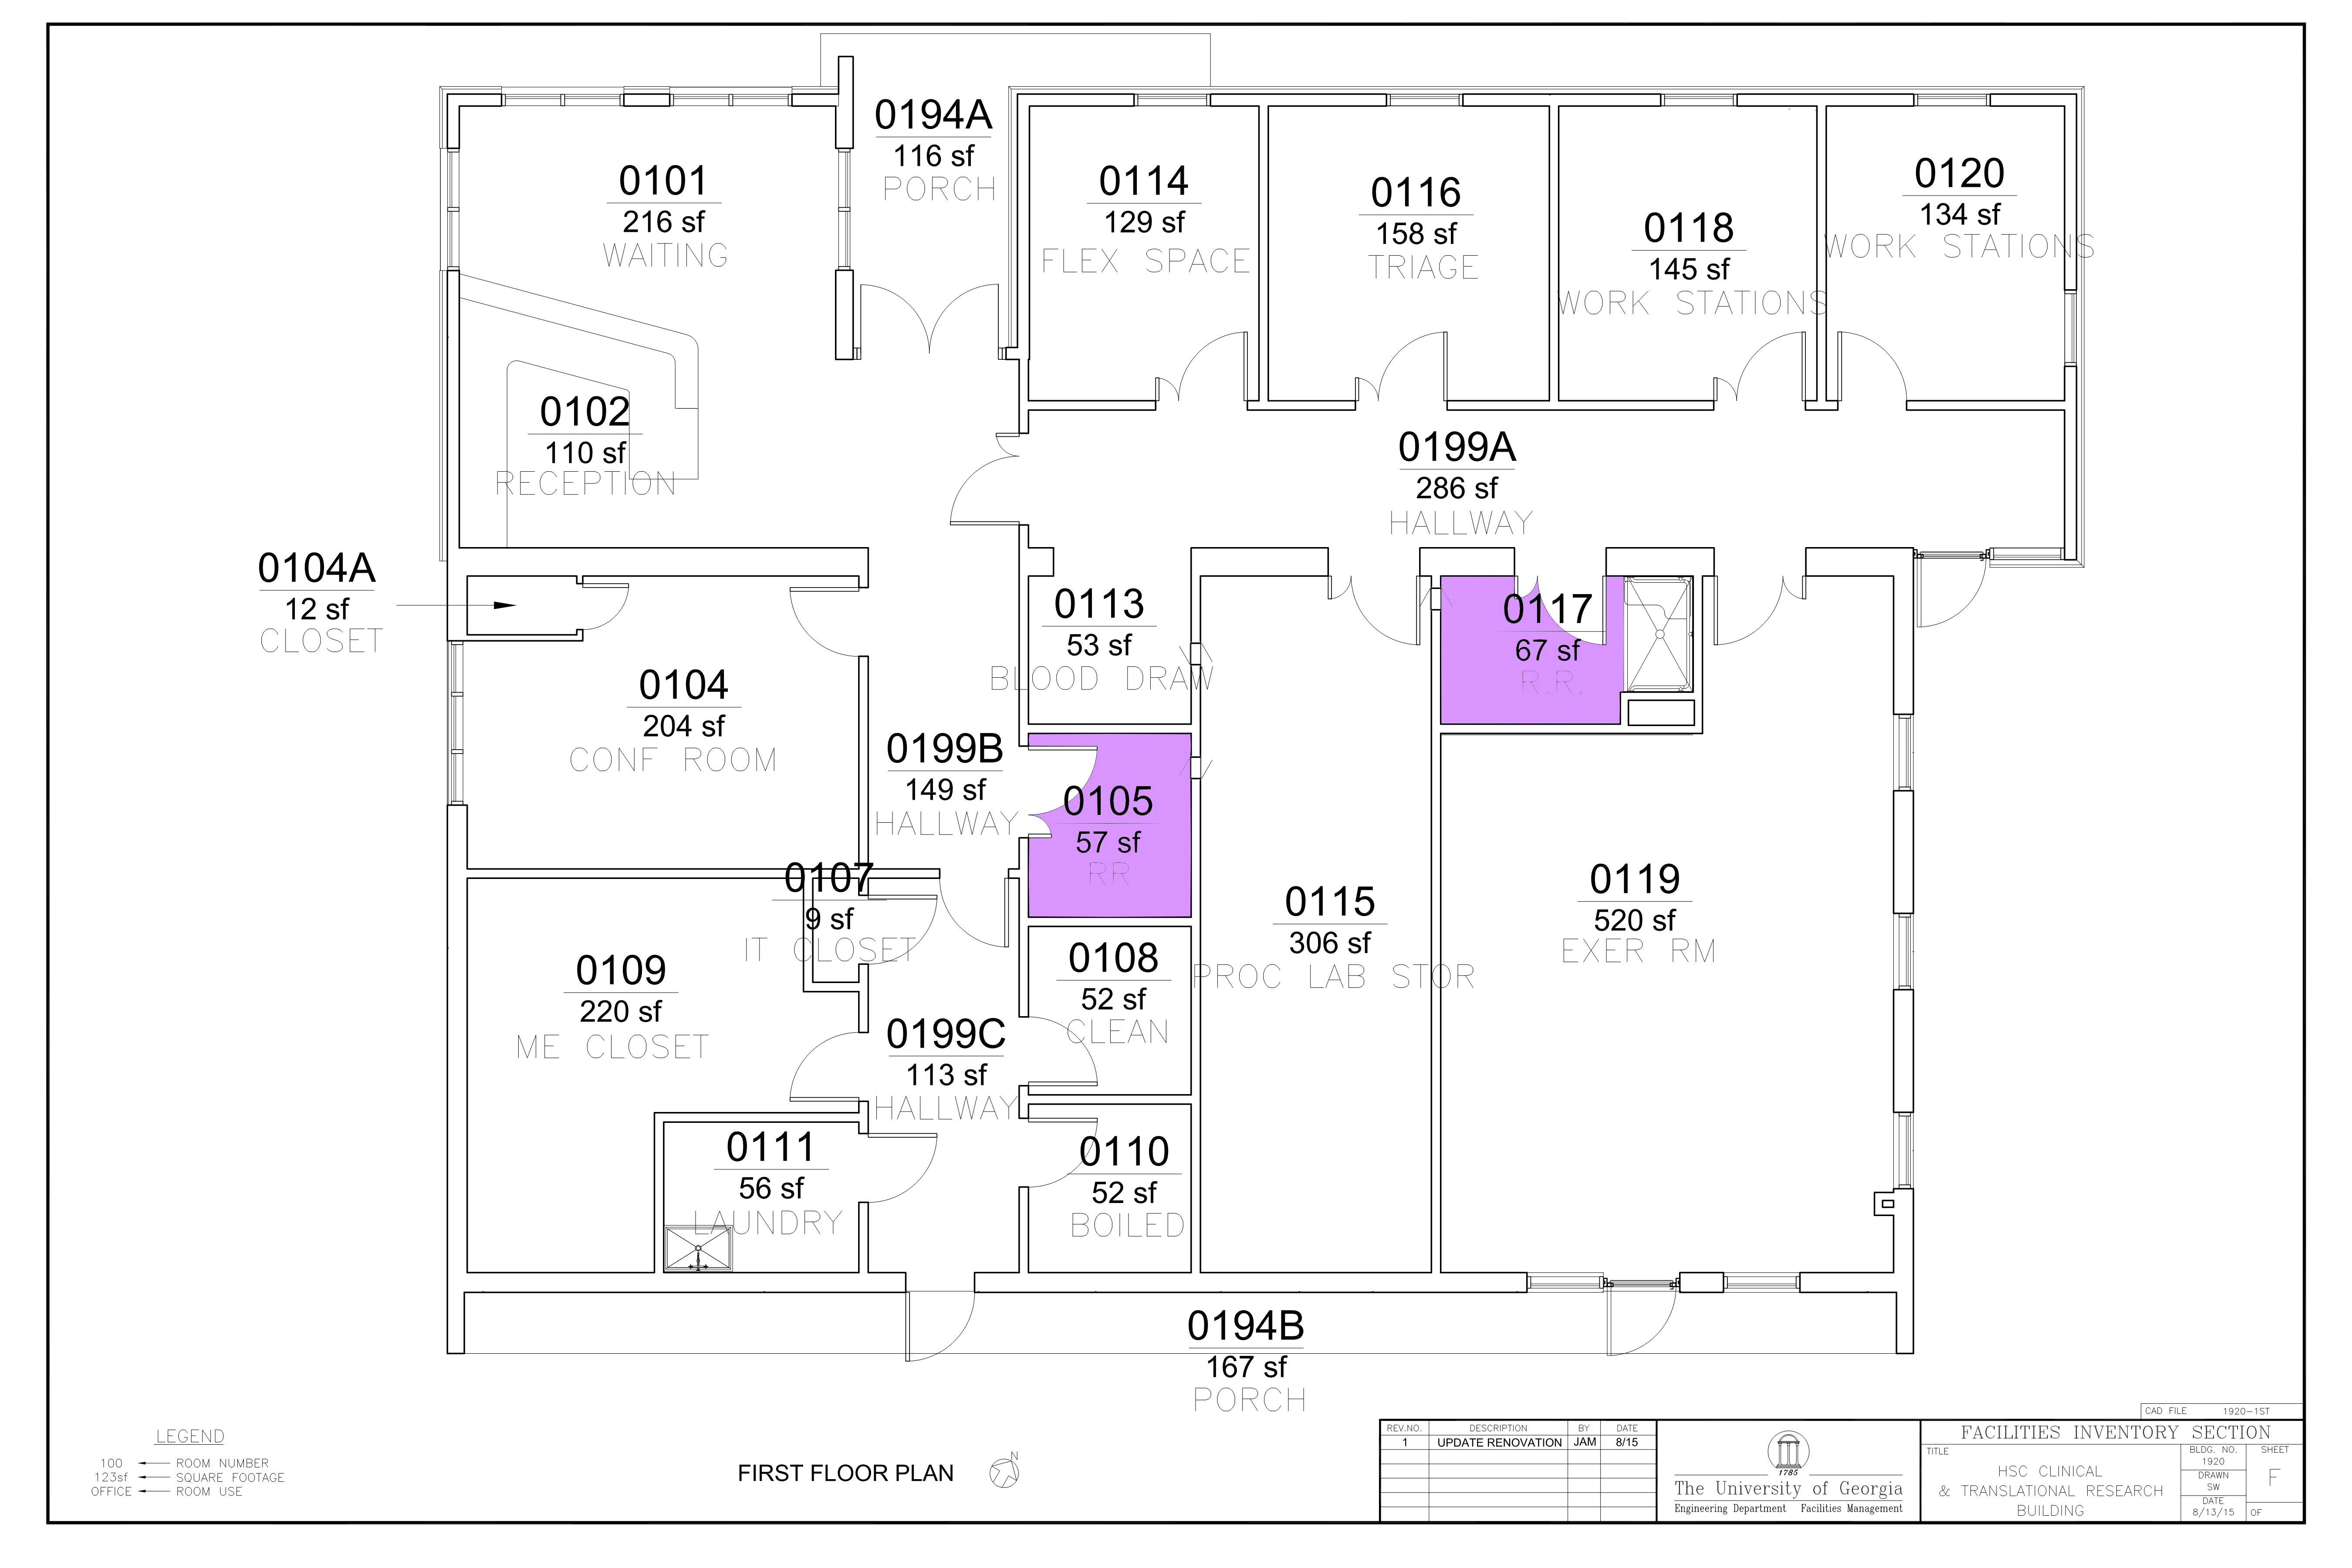 0194A
116 sf
PORCH
0101
216 sf
WAITING
0114
129 sf
FLEX SPACE
0116
158 sf
TRIAGE
0118
145 sf
WORK STATIONS
0120
134 sf
WORK STATIONS
0102
110 sf
RECEPTION
0199A
286 sf
HALLWAY
0104A
12 sf
CLOSET
0113
53 sf
BLOOD DRAW
0117
67 sf
R.R.
0104
204 sf
CONF ROOM
0199B
149 sf
HALLWAY
0105
57 sf
RR
0107
9 sf
IT CLOSET
0115
306 sf
PROC LAB STOR
0119
520 sf
EXER RM
0109
220 sf
ME CLOSET
0108
52 sf
CLEAN
0199C
113 sf
HALLWAY
0111
56 sf
LAUNDRY
0110
52 sf
BOILED
0194B
167 sf
PORCH
LEGEND
100 ROOM NUMBER
123sf SQUARE FOOTAGE
OFFICE ROOM USE
FIRST FLOOR PLAN
N
REV.NO. DESCRIPTION BY DATE
1 UPDATE RENOVATION JAM 8/15
1785
The University of Georgia
Engineering Department Facilities Management
CAD FILE 1920-1ST
FACILITIES INVENTORY SECTION
TITLE
HSC CLINICAL
& TRANSLATIONAL RESEARCH
BUILDING
BLDG. NO.
1920
DRAWN
SW
DATE
8/13/15
SHEET
F
OF